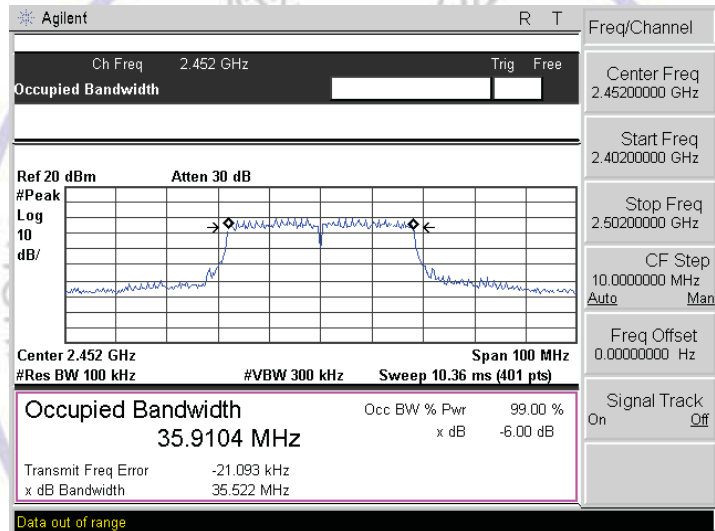 Agilent R T
Freq/Channel
Ch Freq 2.452 GHz Trig Free
Occupied Bandwidth
Center Freq
2.45200000 GHz
Start Freq
2.40200000 GHz
Stop Freq
2.50200000 GHz
CF Step
10.0000000 MHz
Auto Man
Freq Offset
0.00000000 Hz
Signal Track
On Off
Ref 20 dBm Atten 30 dB
#Peak
Log
10
dB/
Center 2.452 GHz Span 100 MHz
#Res BW 100 kHz #VBW 300 kHz Sweep 10.36 ms (401 pts)
Occupied Bandwidth Occ BW % Pwr 99.00 %
35.9104 MHz x dB -6.00 dB
Transmit Freq Error -21.093 kHz
x dB Bandwidth 35.522 MHz
Data out of range